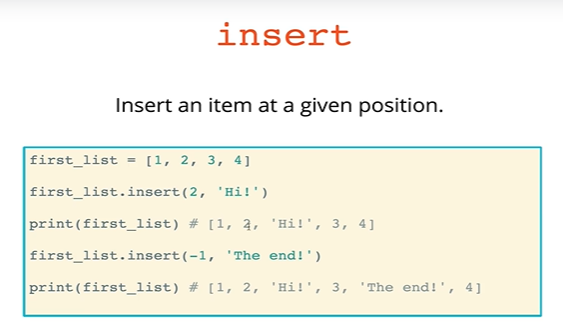 insert
Insert an item at a given position.
first_list = [1, 2, 3, 4]
first_list.insert(2, 'Hi!')
print(first_list) # [1, 2, 'Hi!', 3, 4]
first_list.insert(-1, 'The end!')
print(first_list) # [1, 2, 'Hi!', 3, 'The end!', 4]